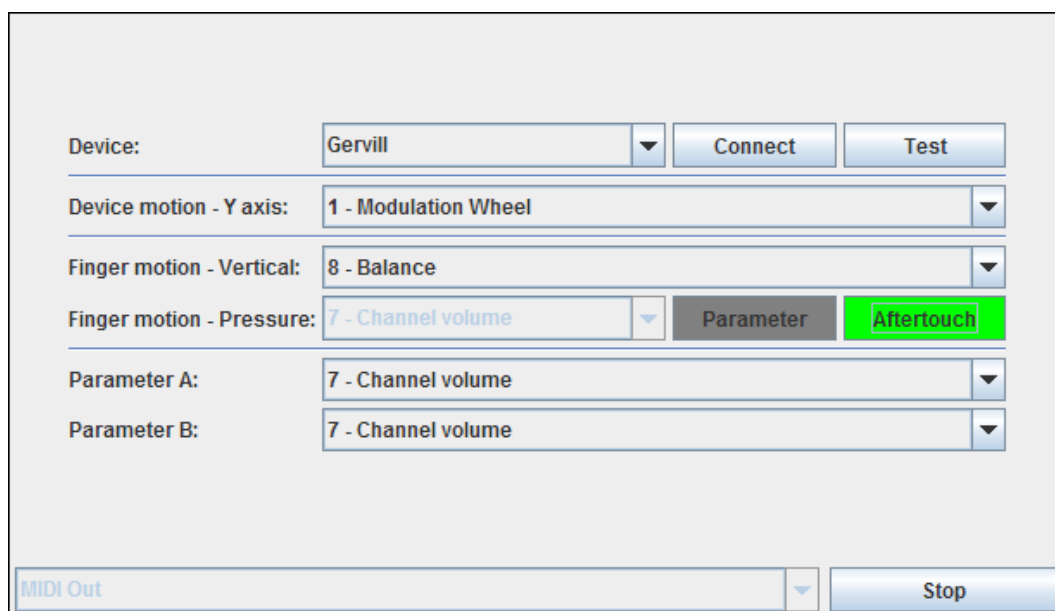 Device: Gervill Connect Test
Device motion - Y axis: 1 - Modulation Wheel
Finger motion - Vertical: 8 - Balance
Finger motion - Pressure: 7 - Channel volume Parameter Aftertouch
Parameter A: 7 - Channel volume
Parameter B: 7 - Channel volume
MIDI Out Stop